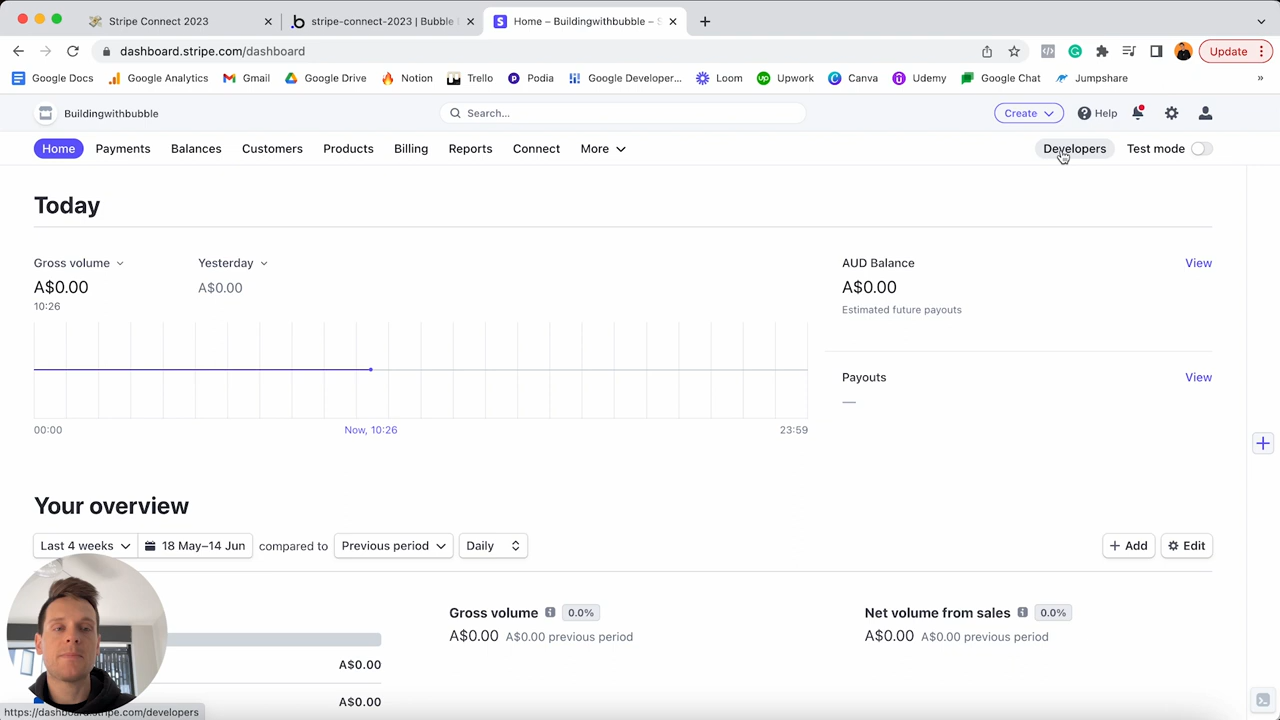 Stripe Connect 2023
stripe-connect-2023 | Bubble
Home – Buildingwithbubble – S
dashboard.stripe.com/dashboard
Update
Google Docs Google Analytics Gmail Google Drive Notion Trello Podia Google Developer... Loom Upwork Canva Udemy Google Chat Jumpshare »
Buildingwithbubble Search... Create Help
Home Payments Balances Customers Products Billing Reports Connect More Developers Test mode
Today
Gross volume Yesterday AUD Balance View
A$0.00 A$0.00 A$0.00
10:26 Estimated future payouts
Payouts View
—
00:00 Now, 10:26 23:59
Your overview
Last 4 weeks 18 May–14 Jun compared to Previous period Daily + Add Edit
Gross volume 0.0% Net volume from sales 0.0%
A$0.00 A$0.00 previous period A$0.00 A$0.00 previous period
A$0.00
A$0.00
https://dashboard.stripe.com/developers